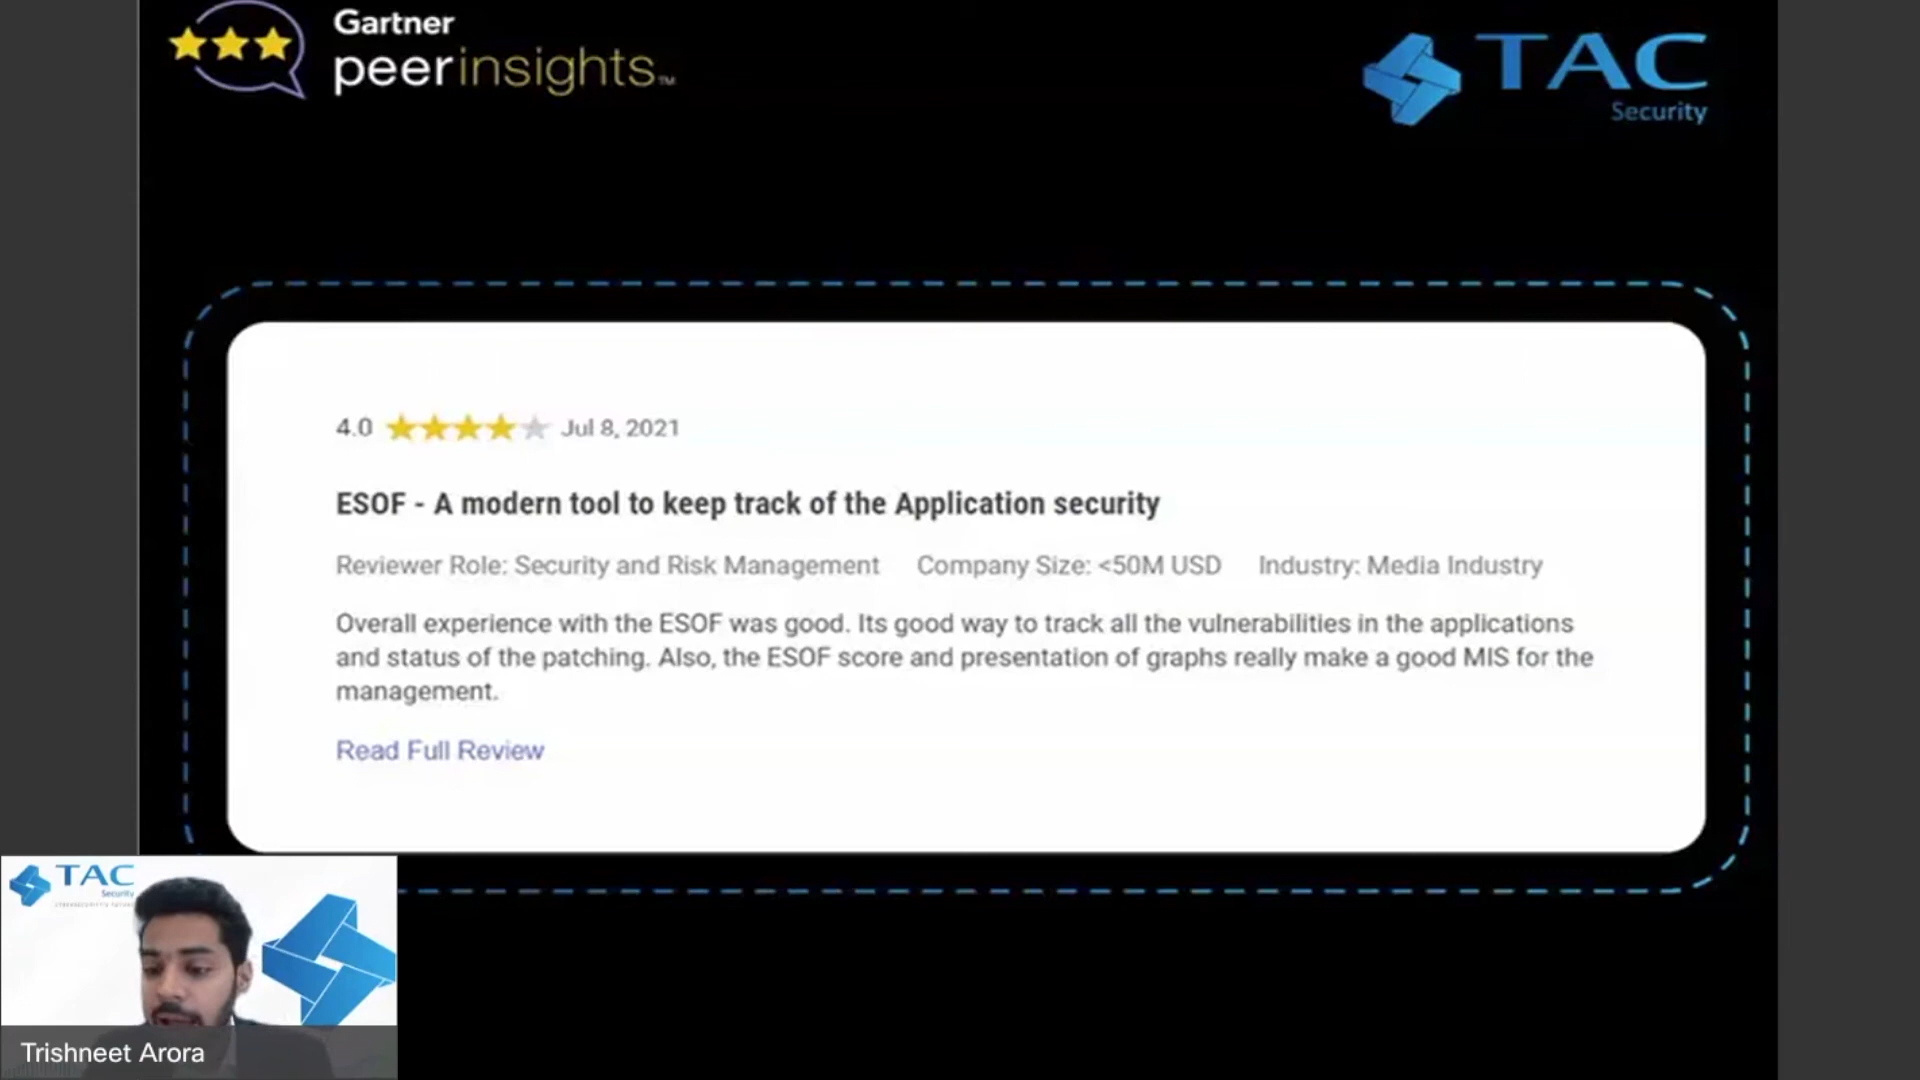 Gartner
peerinsights™
TAC
Security
4.0 Jul 8, 2021
ESOF - A modern tool to keep track of the Application security
Reviewer Role: Security and Risk Management Company Size: <50M USD Industry: Media Industry
Overall experience with the ESOF was good. Its good way to track all the vulnerabilities in the applications
and status of the patching. Also, the ESOF score and presentation of graphs really make a good MIS for the
management.
Read Full Review
TAC
Security
Trishneet Arora